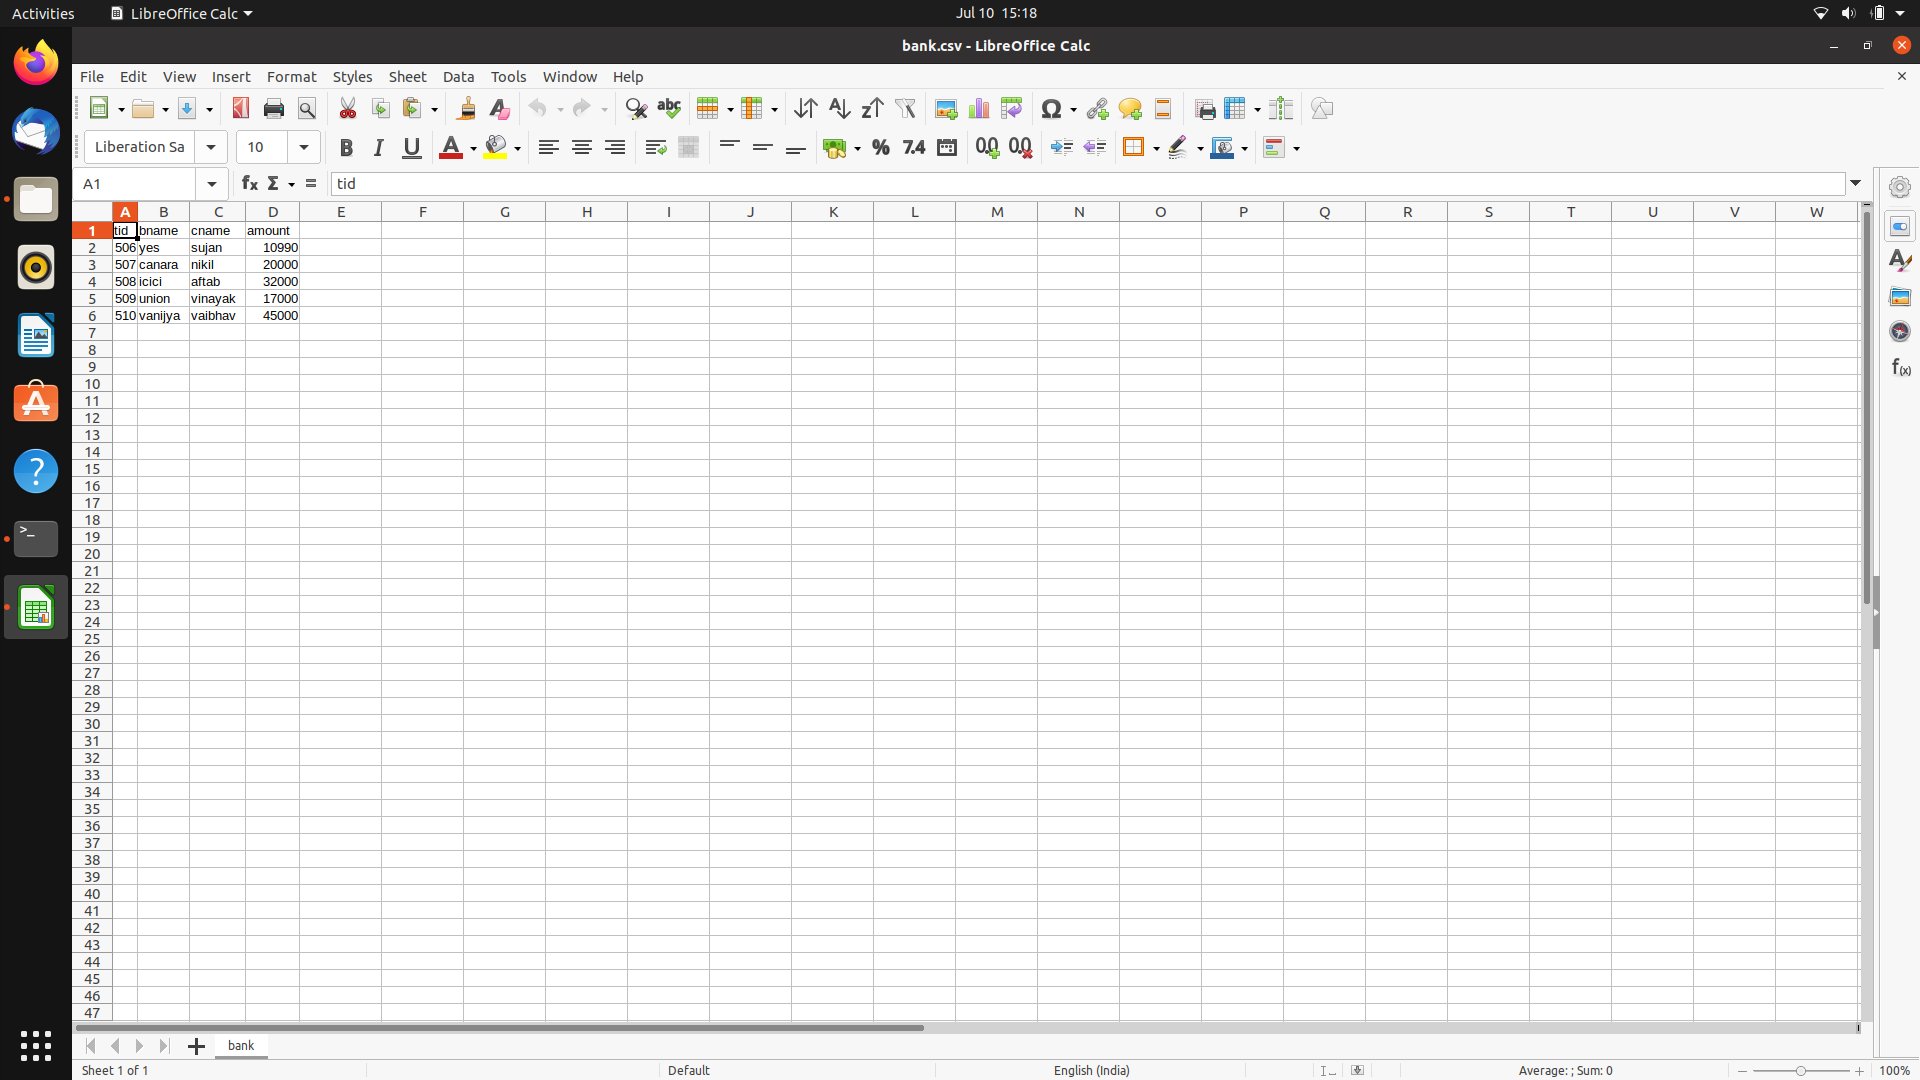 Activities LibreOffice Calc Jul 10 15:18
bank.csv - LibreOffice Calc
File Edit View Insert Format Styles Sheet Data Tools Window Help
Liberation Sa 10
A1 tid
A B C D E F G H I J K L M N O P Q R S T U V W
1 tid bname cname amount
2 506 yes sujan 10990
3 507 canara nikil 20000
4 508 icici aftab 32000
5 509 union vinayak 17000
6 510 vanijya vaibhav 45000
7
8
9
10
11
12
13
14
15
16
17
18
19
20
21
22
23
24
25
26
27
28
29
30
31
32
33
34
35
36
37
38
39
40
41
42
43
44
45
46
47
bank
Sheet 1 of 1 Default English (India) Average: ; Sum: 0 100%